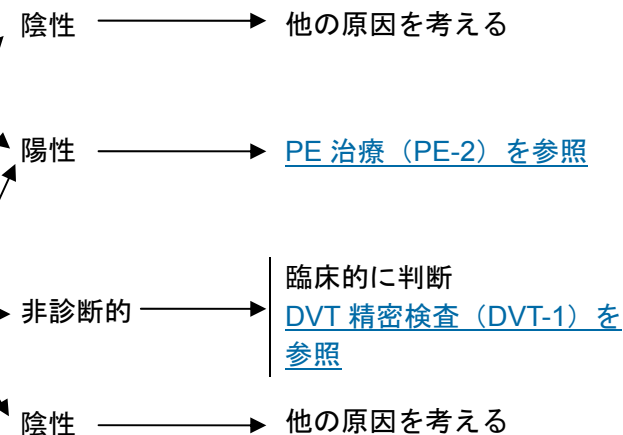 陰性 他の原因を考える
陽性 PE 治療（PE-2）を参照
非診断的 臨床的に判断
DVT 精密検査（DVT-1）を
参照
陰性 他の原因を考える